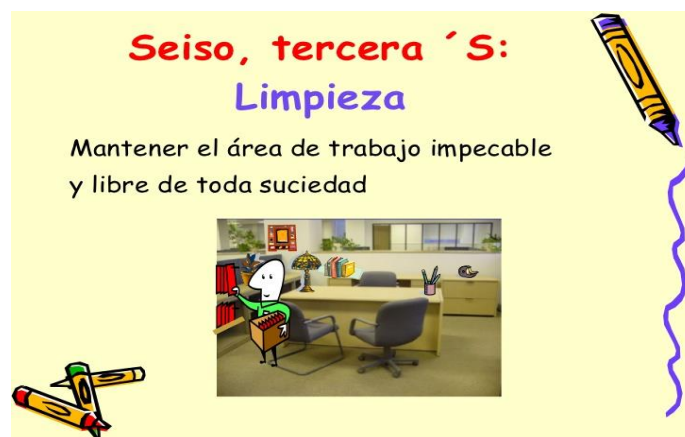 Seiso, tercera ´S:
Limpieza
Mantener el área de trabajo impecable
y libre de toda suciedad